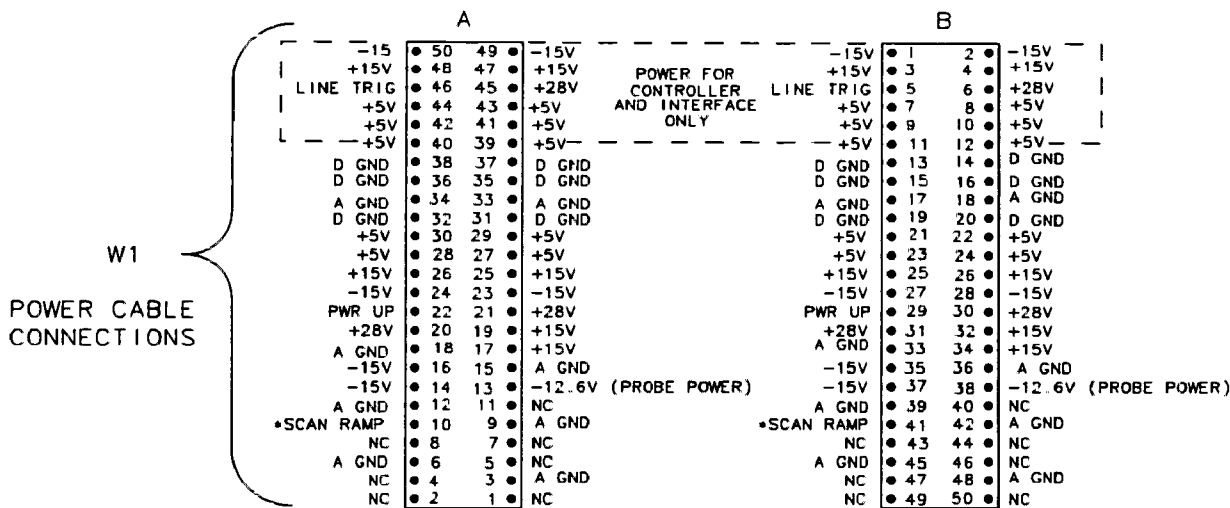 A B
-15 50 49 -15V -15V 1 2 -15V
+15V 48 47 +15V POWER FOR +15V 3 4 +15V
LINE TRIG 46 45 +28V CONTROLLER LINE TRIG 5 6 +28V
+5V 44 43 +5V AND INTERFACE +5V 7 8 +5V
+5V 42 41 +5V ONLY +5V 9 10 +5V
+5V 40 39 +5V +5V 11 12 +5V
D GND 38 37 D GND D GND 13 14 D GND
D GND 36 35 D GND D GND 15 16 D GND
A GND 34 33 A GND A GND 17 18 A GND
D GND 32 31 D GND D GND 19 20 D GND
+5V 30 29 +5V +5V 21 22 +5V
+5V 28 27 +5V +5V 23 24 +5V
W1
+15V 26 25 +15V +15V 25 26 +15V
-15V 24 23 -15V -15V 27 28 -15V
POWER CABLE
PWR UP 22 21 +28V PWR UP 29 30 +28V
CONNECTIONS
+28V 20 19 +15V +28V 31 32 +15V
A GND 18 17 +15V A GND 33 34 +15V
-15V 16 15 A GND -15V 35 36 A GND
-15V 14 13 -12.6V (PROBE POWER) -15V 37 38 -12.6V (PROBE POWER)
A GND 12 11 NC A GND 39 40 NC
*SCAN RAMP 10 9 A GND *SCAN RAMP 41 42 A GND
NC 8 7 NC NC 43 44 NC
A GND 6 5 NC A GND 45 46 NC
NC 4 3 A GND NC 47 48 A GND
NC 2 1 NC NC 49 50 NC